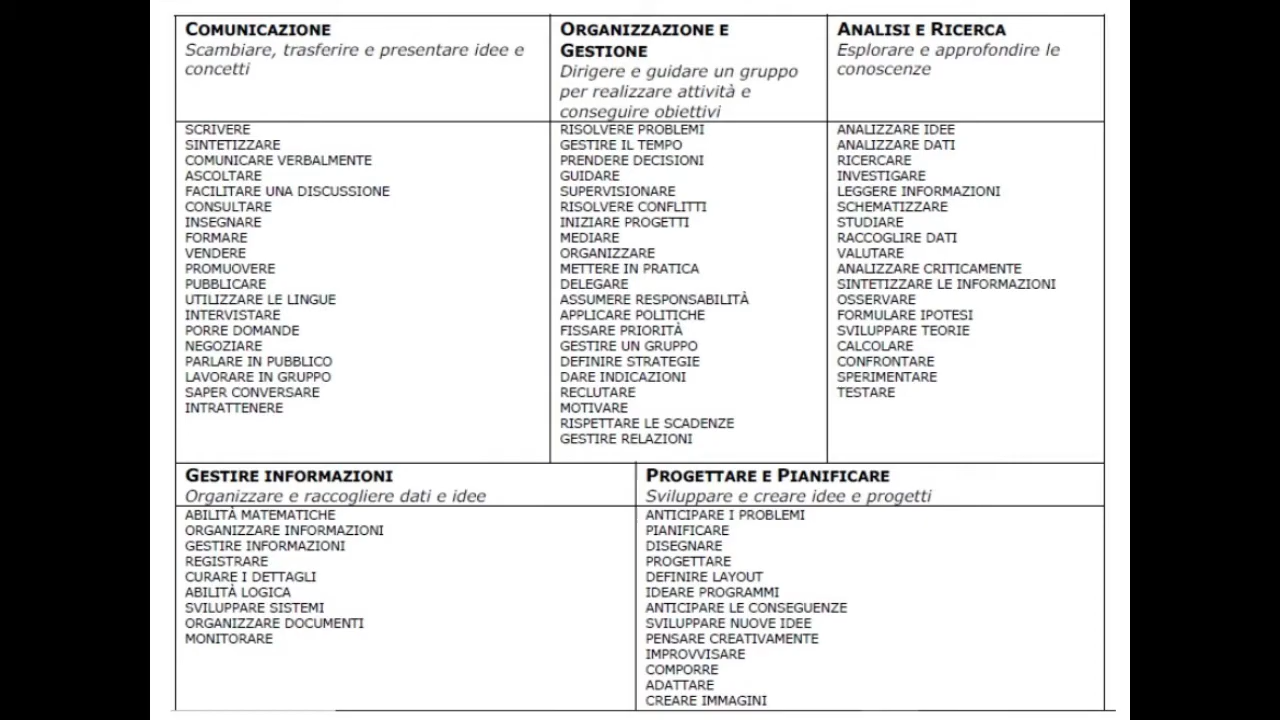 COMUNICAZIONE
Scambiare, trasferire e presentare idee e
concetti
SCRIVERE
SINTETIZZARE
COMUNICARE VERBALMENTE
ASCOLTARE
FACILITARE UNA DISCUSSIONE
CONSULTARE
INSEGNARE
FORMARE
VENDERE
PROMUOVERE
PUBBLICARE
UTILIZZARE LE LINGUE
INTERVISTARE
PORRE DOMANDE
NEGOZIARE
PARLARE IN PUBBLICO
LAVORARE IN GRUPPO
SAPER CONVERSARE
INTRATTENERE
ORGANIZZAZIONE E
GESTIONE
Dirigere e guidare un gruppo
per realizzare attività e
conseguire obiettivi
RISOLVERE PROBLEMI
GESTIRE IL TEMPO
PRENDERE DECISIONI
GUIDARE
SUPERVISIONARE
RISOLVERE CONFLITTI
INIZIARE PROGETTI
MEDIARE
ORGANIZZARE
METTERE IN PRATICA
DELEGARE
ASSUMERE RESPONSABILITÀ
APPLICARE POLITICHE
FISSARE PRIORITÀ
GESTIRE UN GRUPPO
DEFINIRE STRATEGIE
DARE INDICAZIONI
RECLUTARE
MOTIVARE
RISPETTARE LE SCADENZE
GESTIRE RELAZIONI
ANALISI E RICERCA
Esplorare e approfondire le
conoscenze
ANALIZZARE IDEE
ANALIZZARE DATI
RICERCARE
INVESTIGARE
LEGGERE INFORMAZIONI
SCHEMATIZZARE
STUDIARE
RACCOGLIRE DATI
VALUTARE
ANALIZZARE CRITICAMENTE
SINTETIZZARE LE INFORMAZIONI
OSSERVARE
FORMULARE IPOTESI
SVILUPPARE TEORIE
CALCOLARE
CONFRONTARE
SPERIMENTARE
TESTARE
GESTIRE INFORMAZIONI
Organizzare e raccogliere dati e idee
ABILITÀ MATEMATICHE
ORGANIZZARE INFORMAZIONI
GESTIRE INFORMAZIONI
REGISTRARE
CURARE I DETTAGLI
ABILITÀ LOGICA
SVILUPPARE SISTEMI
ORGANIZZARE DOCUMENTI
MONITORARE
PROGETTARE E PIANIFICARE
Sviluppare e creare idee e progetti
ANTICIPARE I PROBLEMI
PIANIFICARE
DISEGNARE
PROGETTARE
DEFINIRE LAYOUT
IDEARE PROGRAMMI
ANTICIPARE LE CONSEGUENZE
SVILUPPARE NUOVE IDEE
PENSARE CREATIVAMENTE
IMPROVVISARE
COMPORRE
ADATTARE
CREARE IMMAGINI